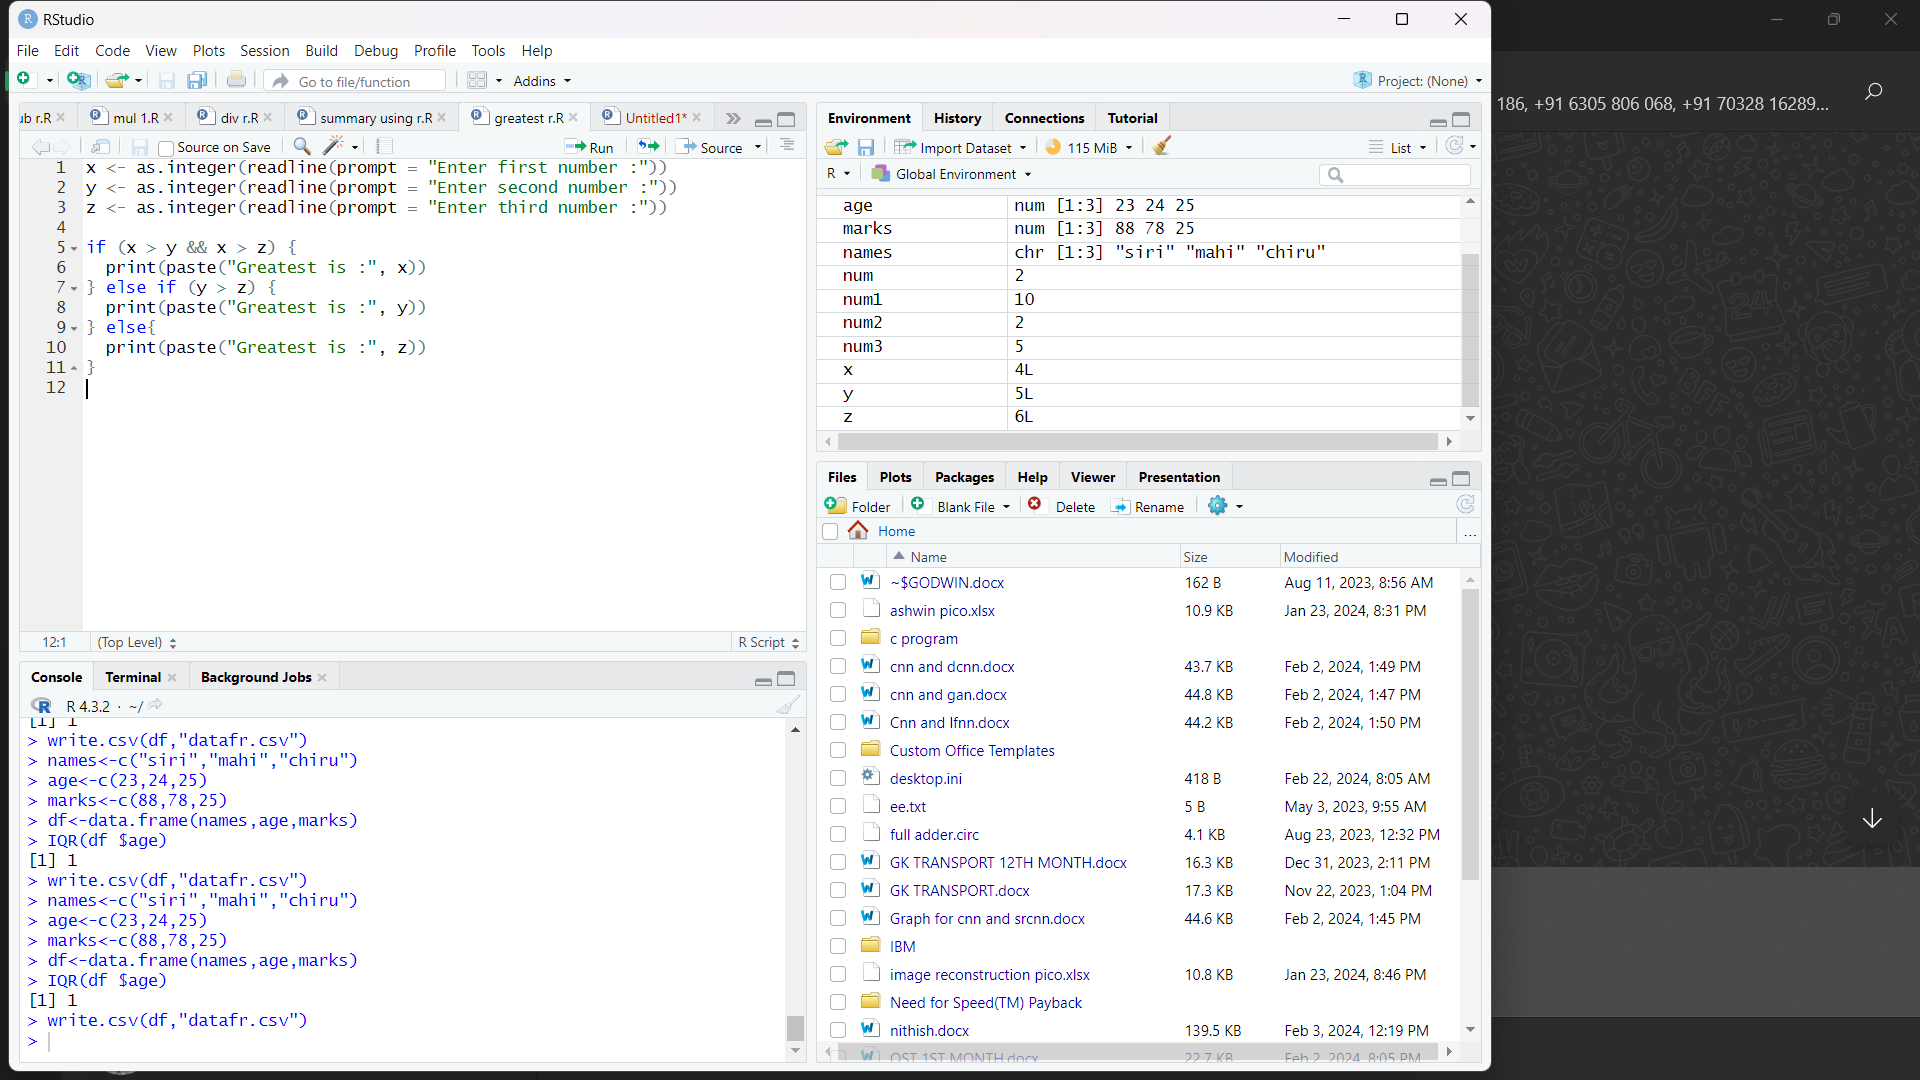 RStudio
File Edit Code View Plots Session Build Debug Profile Tools Help
Go to file/function Addins Project: (None)
ub r.R mul 1.R div r.R summary using r.R greatest r.R Untitled1*
Source on Save Run Source
1 x <- as.integer(readline(prompt = "Enter first number :"))
2 y <- as.integer(readline(prompt = "Enter second number :"))
3 z <- as.integer(readline(prompt = "Enter third number :"))
4
5 if (x > y && x > z) {
6 print(paste("Greatest is :", x))
7 } else if (y > z) {
8 print(paste("Greatest is :", y))
9 } else{
10 print(paste("Greatest is :", z))
11 }
12
12:1 (Top Level) R Script
Console Terminal Background Jobs
R 4.3.2 · ~/
[1] 1
> write.csv(df,"datafr.csv")
> names<-c("siri","mahi","chiru")
> age<-c(23,24,25)
> marks<-c(88,78,25)
> df<-data.frame(names,age,marks)
> IQR(df $age)
[1] 1
> write.csv(df,"datafr.csv")
> names<-c("siri","mahi","chiru")
> age<-c(23,24,25)
> marks<-c(88,78,25)
> df<-data.frame(names,age,marks)
> IQR(df $age)
[1] 1
> write.csv(df,"datafr.csv")
>
Environment History Connections Tutorial
Import Dataset 115 MiB List
R Global Environment
age num [1:3] 23 24 25
marks num [1:3] 88 78 25
names chr [1:3] "siri" "mahi" "chiru"
num 2
num1 10
num2 2
num3 5
x 4L
y 5L
z 6L
Files Plots Packages Help Viewer Presentation
Folder Blank File Delete Rename
Home ...
Name Size Modified
~$GODWIN.docx 162 B Aug 11, 2023, 8:56 AM
ashwin pico.xlsx 10.9 KB Jan 23, 2024, 8:31 PM
c program
cnn and dcnn.docx 43.7 KB Feb 2, 2024, 1:49 PM
cnn and gan.docx 44.8 KB Feb 2, 2024, 1:47 PM
Cnn and lfnn.docx 44.2 KB Feb 2, 2024, 1:50 PM
Custom Office Templates
desktop.ini 418 B Feb 22, 2024, 8:05 AM
ee.txt 5 B May 3, 2023, 9:55 AM
full adder.circ 4.1 KB Aug 23, 2023, 12:32 PM
GK TRANSPORT 12TH MONTH.docx 16.3 KB Dec 31, 2023, 2:11 PM
GK TRANSPORT.docx 17.3 KB Nov 22, 2023, 1:04 PM
Graph for cnn and srcnn.docx 44.6 KB Feb 2, 2024, 1:45 PM
IBM
image reconstruction pico.xlsx 10.8 KB Jan 23, 2024, 8:46 PM
Need for Speed(TM) Payback
nithish.docx 139.5 KB Feb 3, 2024, 12:19 PM
OST 1ST MONTH.docx 22.7 KB Feb 2, 2024, 8:05 PM
186, +91 6305 806 068, +91 70328 16289...